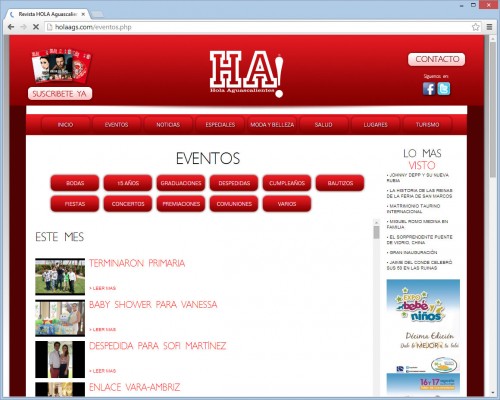 Revista HOLA Aguascalien
holaags.com/eventos.php
SUSCRIBETE YA
HA!
Hola Aguascalientes
CONTACTO
Síguenos en:
INICIO
EVENTOS
NOTICIAS
ESPECIALES
MODA Y BELLEZA
SALUD
LUGARES
TURISMO
EVENTOS
BODAS
15 AÑOS
GRADUACIONES
DESPEDIDAS
CUMPLEAÑOS
BAUTIZOS
FIESTAS
CONCIERTOS
PREMIACIONES
COMUNIONES
VARIOS
ESTE MES
TERMINARON PRIMARIA
+ LEER MAS
BABY SHOWER PARA VANESSA
+ LEER MAS
DESPEDIDA PARA SOFI MARTÍNEZ
+ LEER MAS
ENLACE VARA-AMBRIZ
LO MAS
VISTO
• JOHNNY DEPP Y SU NUEVA
RUBIA
• LA HISTORIA DE LAS REINAS
DE LA FERIA DE SAN MARCOS
• MATRIMONIO TAURINO
INTERNACIONAL
• MIGUEL ROMO MEDINA EN
FAMILIA
• EL SORPRENDENTE PUENTE
DE VIDRIO, CHINA
• GRAN INAUGURACIÓN
• JAIME DEL CONDE CELEBRÓ
SUS 50 EN LAS RUINAS
Expo
bebé
y niños
Décima Edición
Qué lo MEJOR a tu bebé
16 y 17